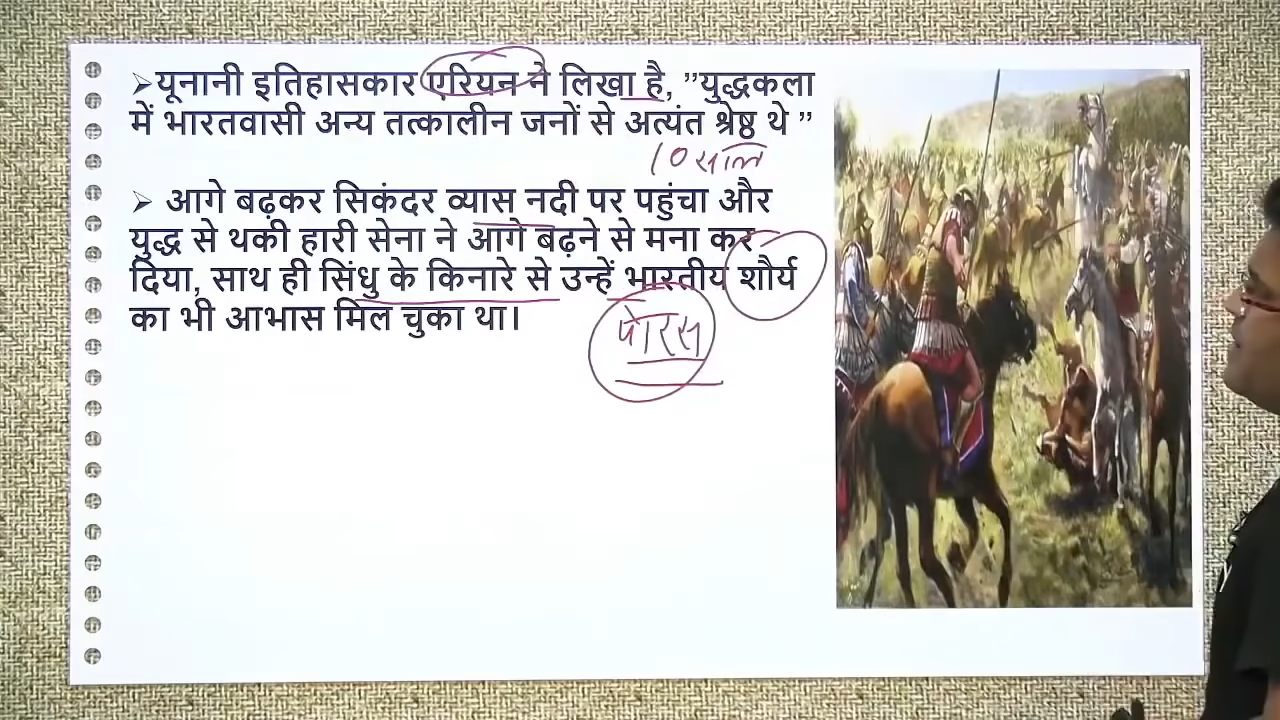 ➢यूनानी इतिहासकार एरियन ने लिखा है, ”युद्धकला
में भारतवासी अन्य तत्कालीन जनों से अत्यंत श्रेष्ठ थे ”
10 साल
➢ आगे बढ़कर सिकंदर व्यास नदी पर पहुंचा और
युद्ध से थकी हारी सेना ने आगे बढ़ने से मना कर
दिया, साथ ही सिंधु के किनारे से उन्हें भारतीय शौर्य
का भी आभास मिल चुका था।
पोरस